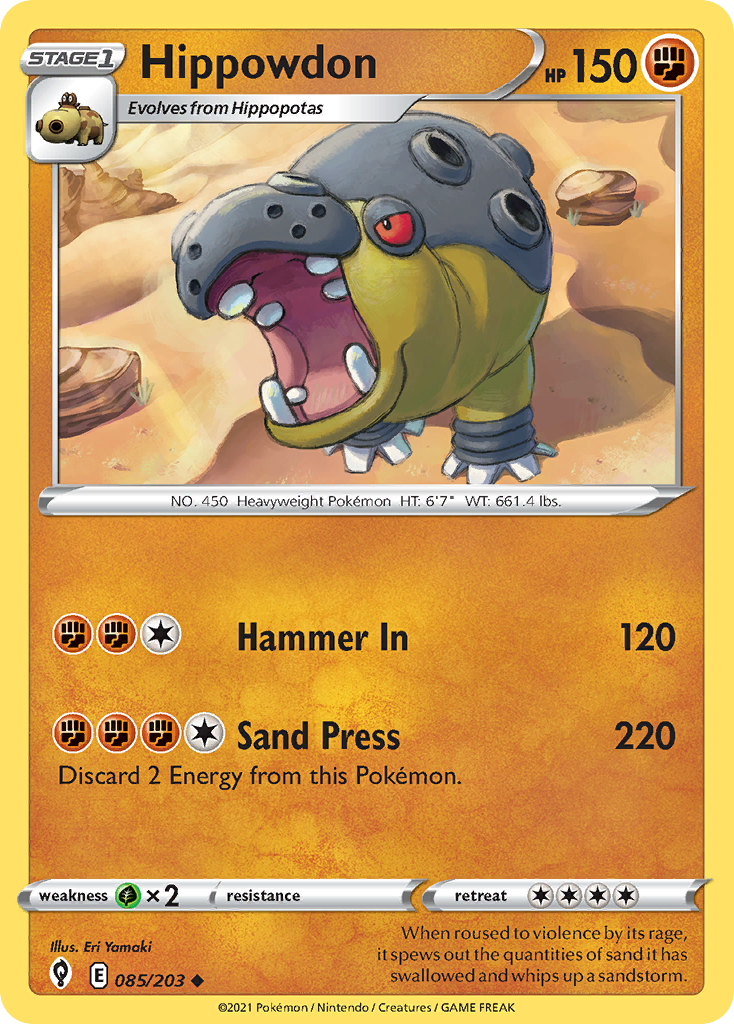 STAGE1
Hippowdon
HP 150
Evolves from Hippopotas
NO. 450 Heavyweight Pokémon HT: 6'7" WT: 661.4 lbs.
Hammer In 120
Sand Press 220
Discard 2 Energy from this Pokémon.
weakness ×2 resistance retreat
Illus. Eri Yamaki
When roused to violence by its rage,
it spews out the quantities of sand it has
swallowed and whips up a sandstorm.
E 085/203
©2021 Pokémon / Nintendo / Creatures / GAME FREAK